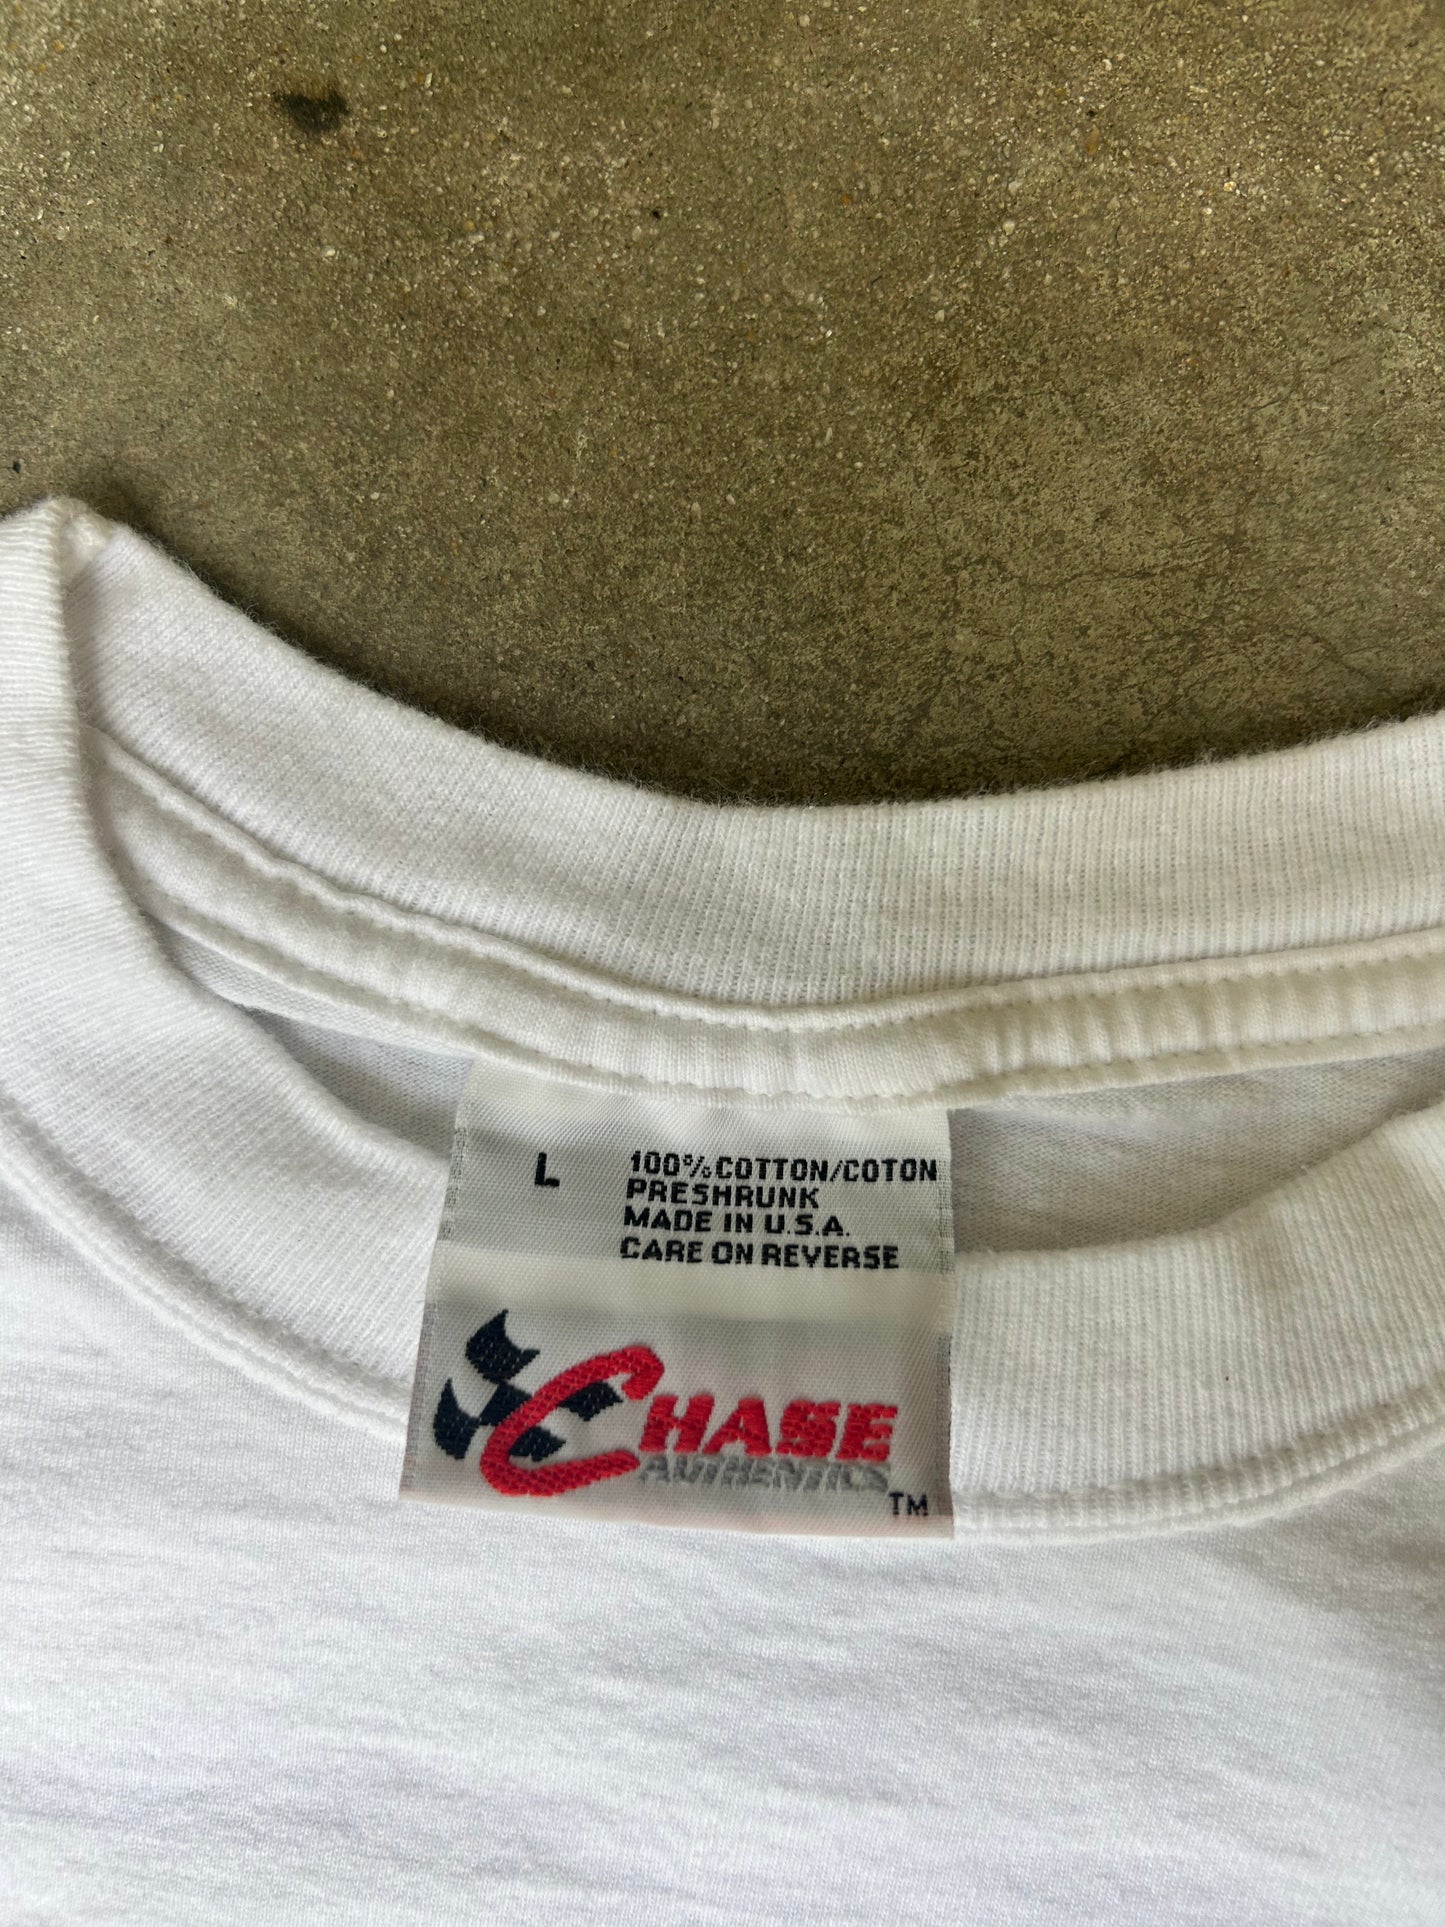 L
100% COTTON/COTON
PRESHRUNK
MADE IN U.S.A.
CARE ON REVERSE
CHASE
AUTHENTICS
TM